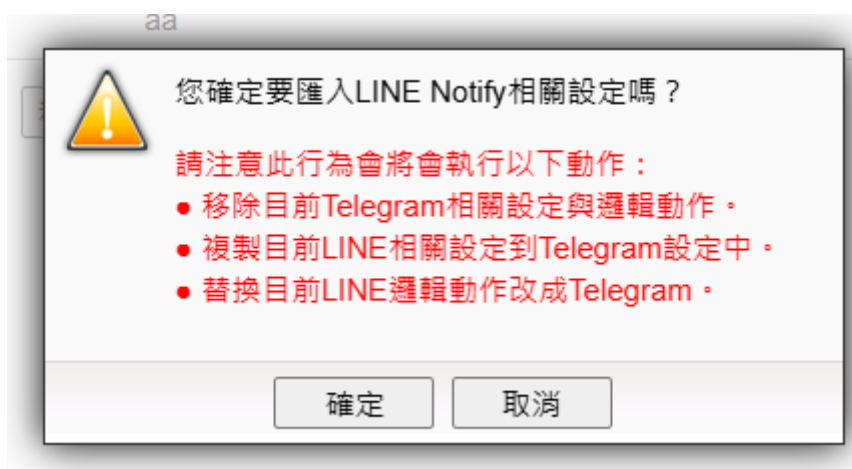 aa
您確定要匯入LINE Notify相關設定嗎？
請注意此行為會將會執行以下動作：
● 移除目前Telegram相關設定與邏輯動作。
● 複製目前LINE相關設定到Telegram設定中。
● 替換目前LINE邏輯動作改成Telegram。
確定 取消